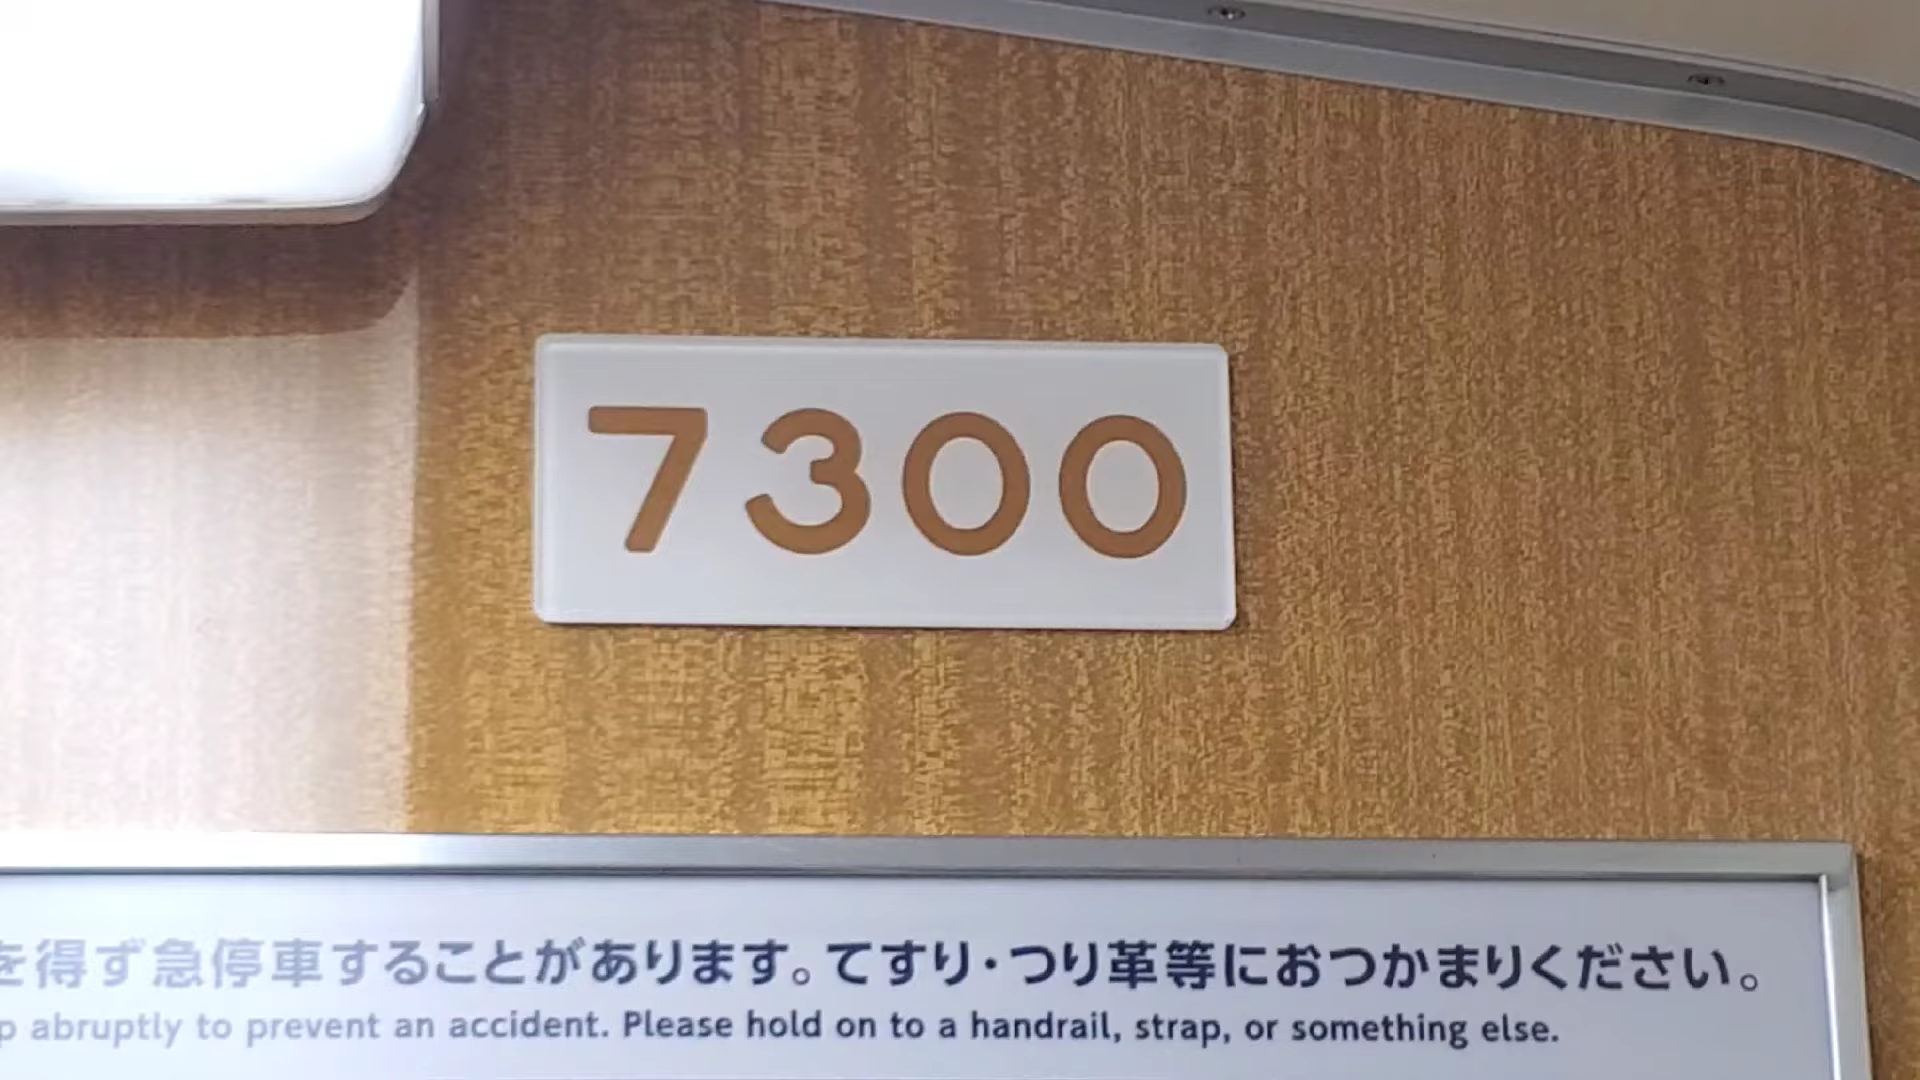 7300
を得ず急停車することがあります。てすり・つり革等におつかまりください。
abruptly to prevent an accident. Please hold on to a handrail, strap, or something else.